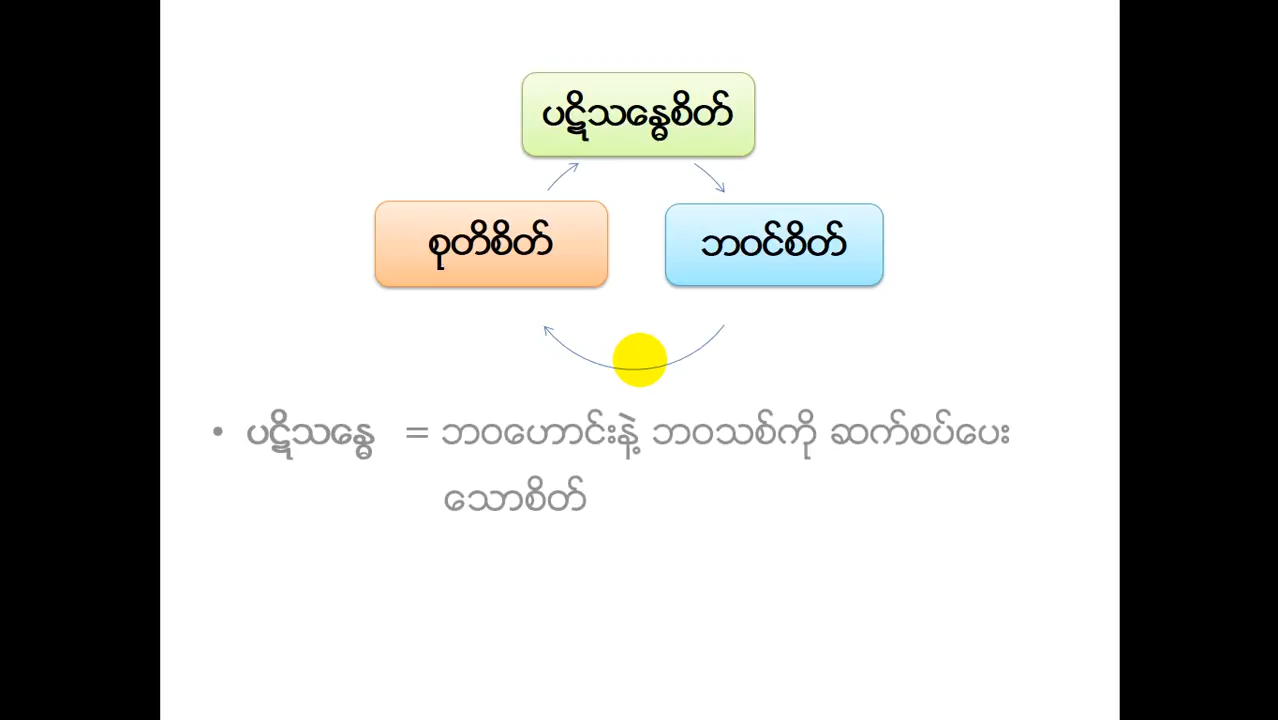 ပဋိသန္ဓေစိတ်
စုတိစိတ်
ဘဝင်စိတ်
• ပဋိသန္ဓေ = ဘဝဟောင်းနဲ့ ဘဝသစ်ကို ဆက်စပ်ပေး
သောစိတ်